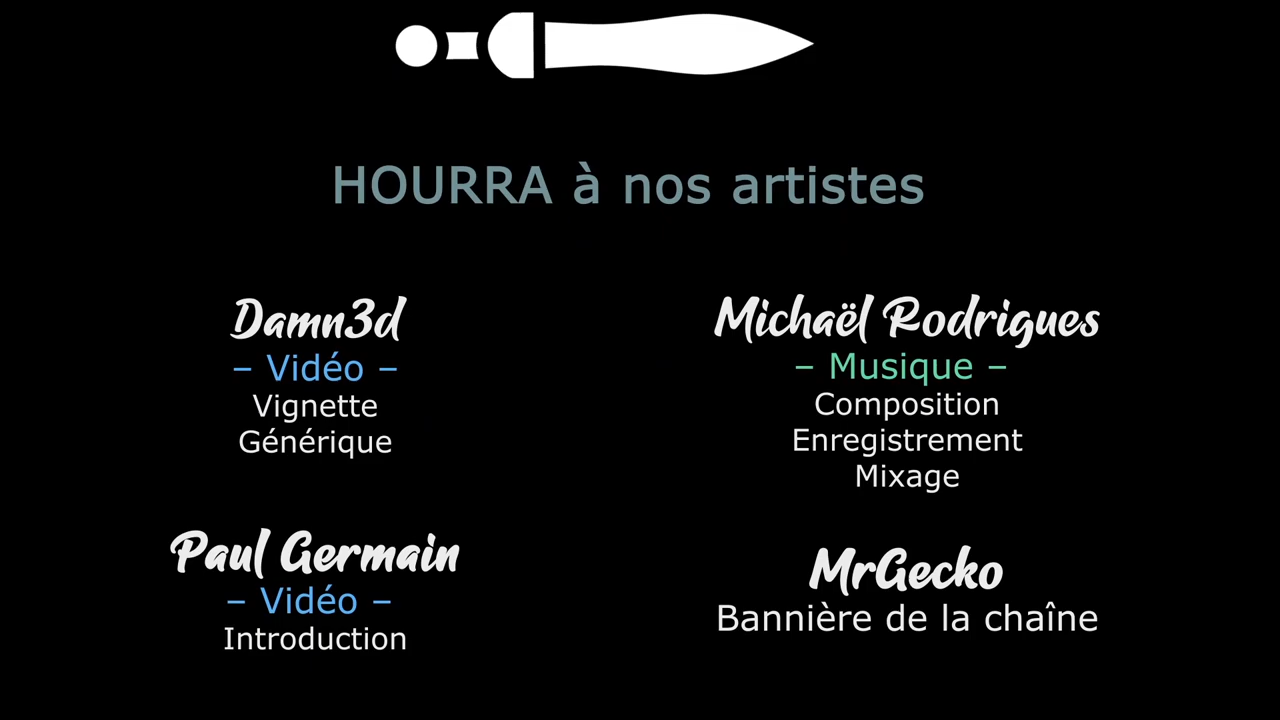 HOURRA à nos artistes
Damn3d
– Vidéo –
Vignette
Générique
Michaël Rodrigues
– Musique –
Composition
Enregistrement
Mixage
Paul Germain
– Vidéo –
Introduction
MrGecko
Bannière de la chaîne